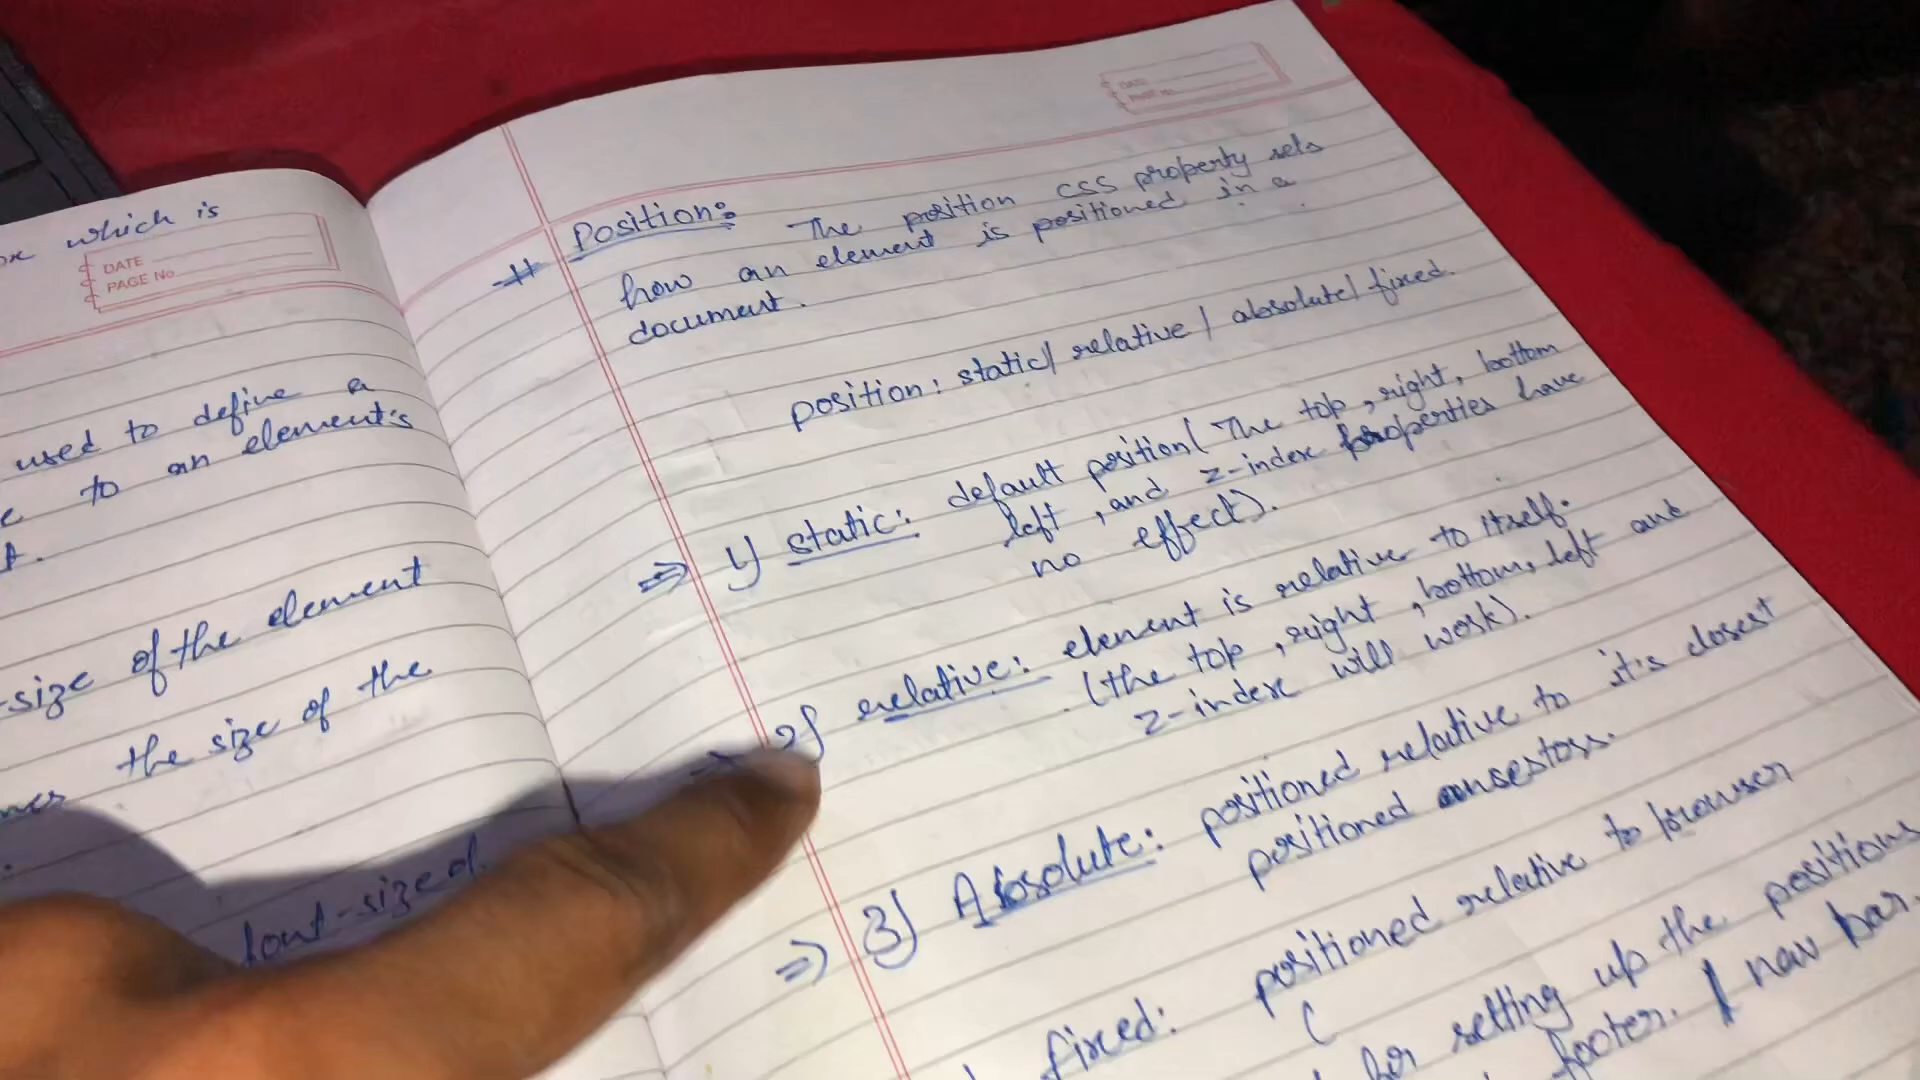 which is
DATE
PAGE No
used to define a
to an element's
size of the element
the size of the
font-size of
# Position:
The position css property sets
how an element is positioned in a
document.
position: static/ relative / absolute/ fixed.
⇒ 1) static: default position( The top, right, bottom
left, and z-index properties have
no effect).
2) relative: element is relative to itself.
(the top, right, bottom, left and
z-index will work).
⇒ 3) Absolute: positioned relative to it's closest
positioned ansestors.
fixed: positioned relative to browser
(
for setting up the positions
footer. / nav bar.